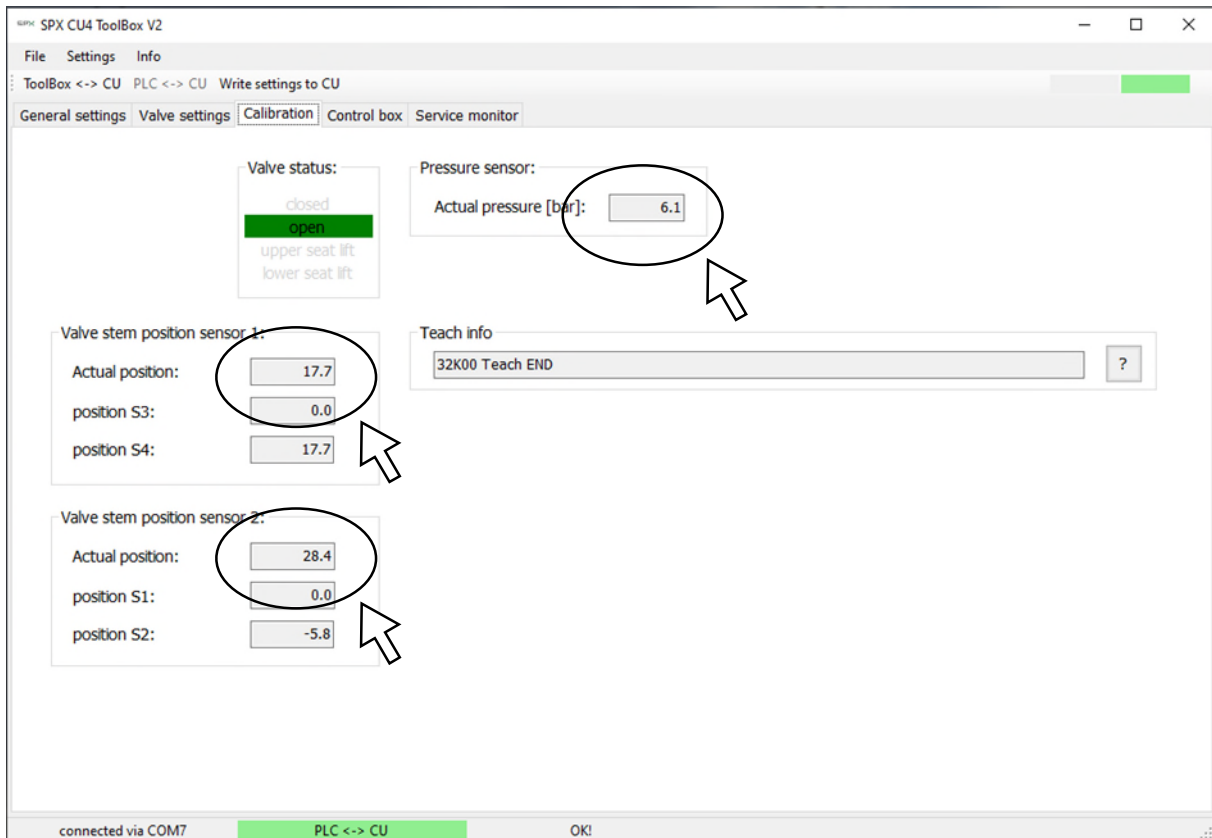 SPX SPX CU4 ToolBox V2
File Settings Info
ToolBox <-> CU PLC <-> CU Write settings to CU
General settings Valve settings Calibration Control box Service monitor
Valve status:
closed
open
upper seat lift
lower seat lift
Pressure sensor:
Actual pressure [bar]: 6.1
Valve stem position sensor 1:
Actual position: 17.7
position S3: 0.0
position S4: 17.7
Teach info
32K00 Teach END ?
Valve stem position sensor 2:
Actual position: 28.4
position S1: 0.0
position S2: -5.8
connected via COM7 PLC <-> CU OK!